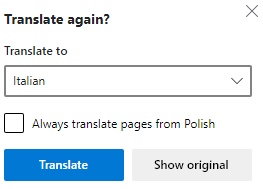 Translate again?
Translate to
Italian
Always translate pages from Polish
Translate
Show original